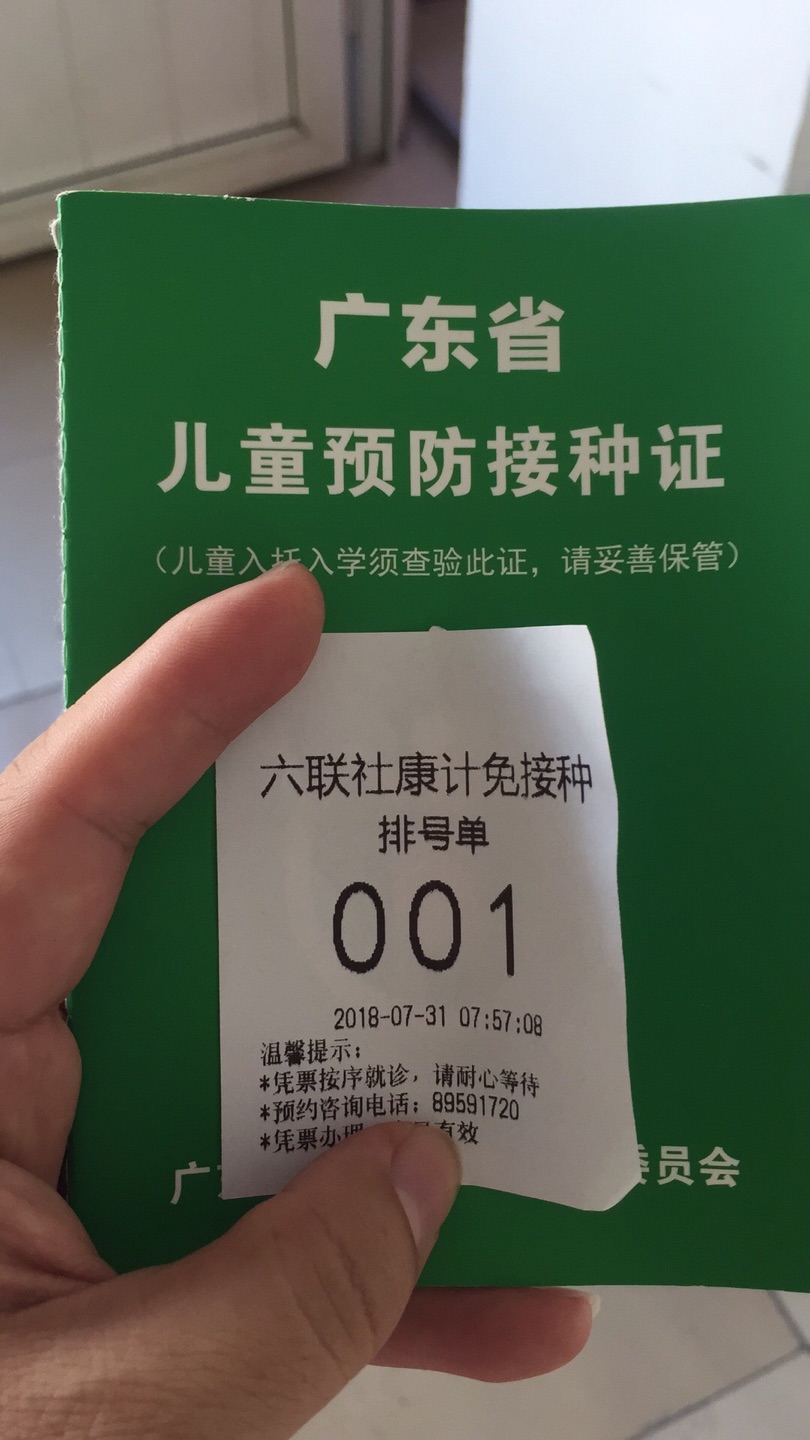 广东省
儿童预防接种证
（儿童入托入学须查验此证，请妥善保管）
六联社康计免接种
排号单
001
2018-07-31 07:57:08
温馨提示：
*凭票按序就诊，请耐心等待
*预约咨询电话：89591720
*凭票办理 有效
广 委员会